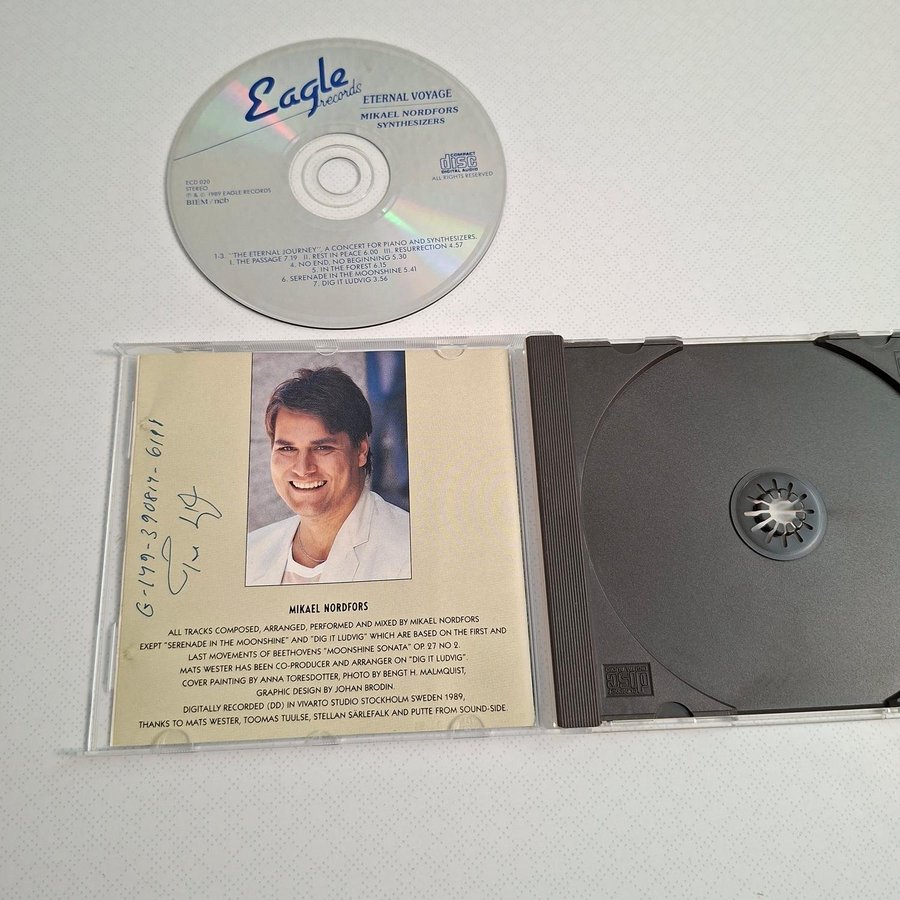 Eagle
records
ETERNAL VOYAGE
MIKAEL NORDFORS
SYNTHESIZERS
ECD 020
STEREO
℗ & © 1989 EAGLE RECORDS
BIEM/ncb
COMPACT
disc
DIGITAL AUDIO
ALL RIGHTS RESERVED
1-3. "THE ETERNAL JOURNEY", A CONCERT FOR PIANO AND SYNTHESIZERS.
I. THE PASSAGE 7.19 II. REST IN PEACE 6.00 III. RESURRECTION 4.57
4. NO END, NO BEGINNING 5.30
5. IN THE FOREST 6.15
6. SERENADE IN THE MOONSHINE 5.41
7. DIG IT LUDVIG 3.56
MIKAEL NORDFORS
ALL TRACKS COMPOSED, ARRANGED, PERFORMED AND MIXED BY MIKAEL NORDFORS
EXEPT "SERENADE IN THE MOONSHINE" AND "DIG IT LUDVIG" WHICH ARE BASED ON THE FIRST AND
LAST MOVEMENTS OF BEETHOVENS "MOONSHINE SONATA" OP. 27 NO 2.
MATS WESTER HAS BEEN CO-PRODUCER AND ARRANGER ON "DIG IT LUDVIG".
COVER PAINTING BY ANNA TORESDOTTER, PHOTO BY BENGT H. MALMQUIST,
GRAPHIC DESIGN BY JOHAN BRODIN.
DIGITALLY RECORDED (DD) IN VIVARTO STUDIO STOCKHOLM SWEDEN 1989,
THANKS TO MATS WESTER, TOOMAS TUULSE, STELLAN SÄRLEFALK AND PUTTE FROM SOUND-SIDE.
COMPACT
disc
DIGITAL AUDIO